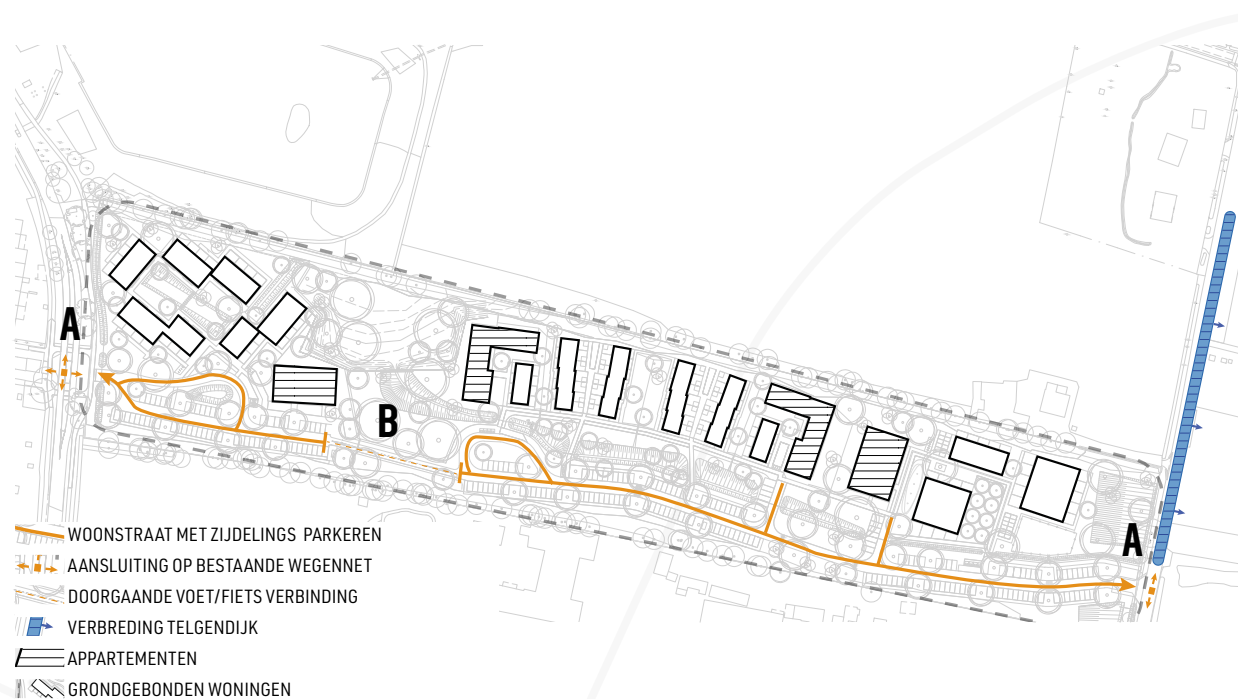 A
B
A
WOONSTRAAT MET ZIJDELINGS PARKEREN
AANSLUITING OP BESTAANDE WEGENNET
DOORGAANDE VOET/FIETS VERBINDING
VERBREDING TELGENDIJK
APPARTEMENTEN
GRONDGEBONDEN WONINGEN